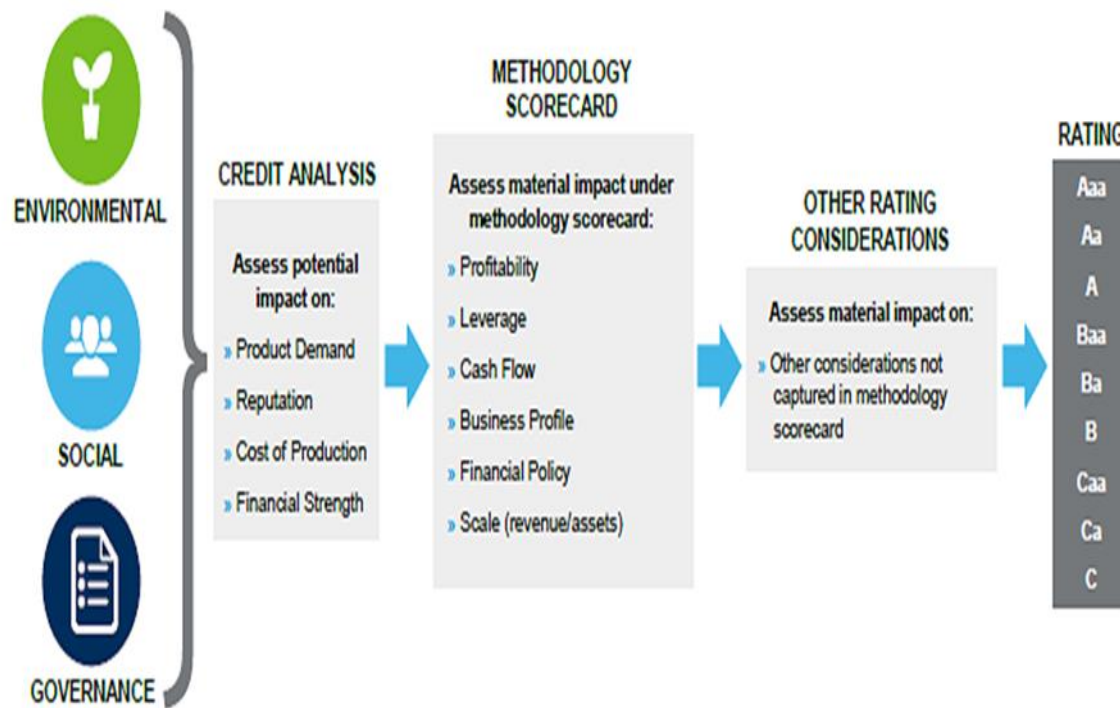 ENVIRONMENTAL
SOCIAL
GOVERNANCE
CREDIT ANALYSIS
Assess potential
impact on:
» Product Demand
» Reputation
» Cost of Production
» Financial Strength
METHODOLOGY
SCORECARD
Assess material impact under
methodology scorecard:
» Profitability
» Leverage
» Cash Flow
» Business Profile
» Financial Policy
» Scale (revenue/assets)
OTHER RATING
CONSIDERATIONS
Assess material impact on:
» Other considerations not
captured in methodology
scorecard
RATING
Aaa
Aa
A
Baa
Ba
B
Caa
Ca
C